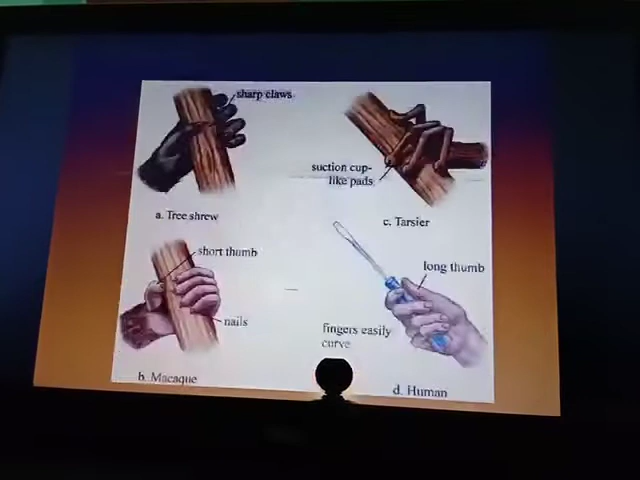 sharp claws
a. Tree shrew
suction cup-
like pads
c. Tarsier
short thumb
nails
b. Macaque
long thumb
fingers easily
curve
d. Human